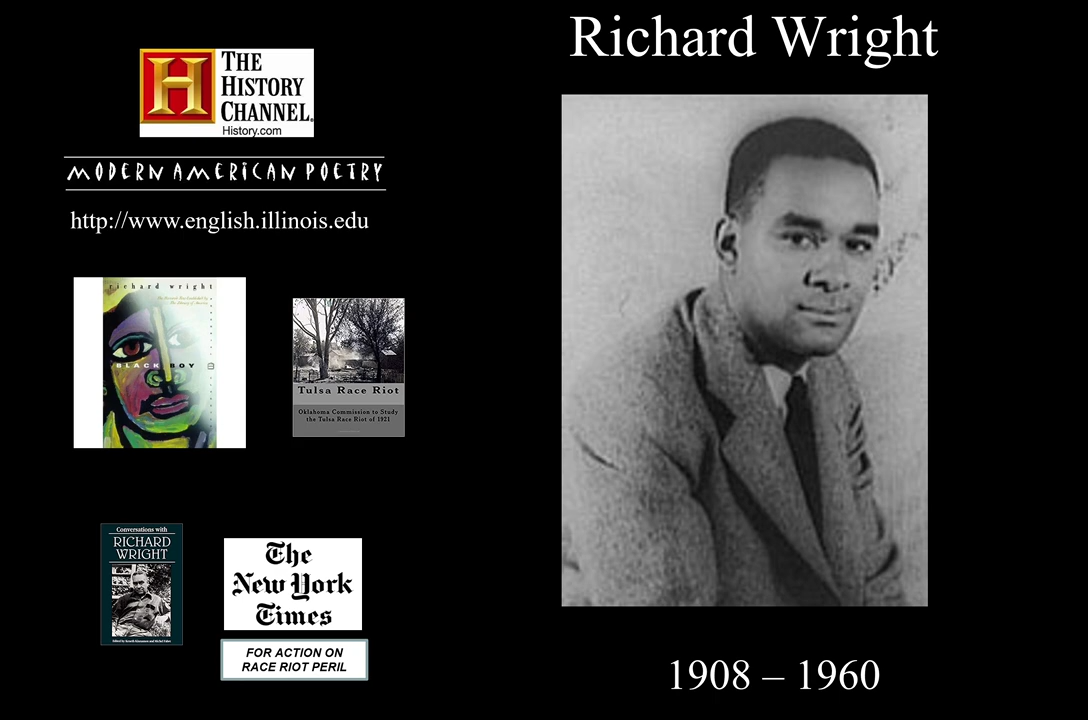 THE
HISTORY
CHANNEL.
History.com
MODERN AMERICAN POETRY
http://www.english.illinois.edu
richard wright
BLACK BOY
Tulsa Race Riot
Oklahoma Commission to Study
the Tulsa Race Riot of 1921
Conversations with
RICHARD
WRIGHT
The
New York
Times
FOR ACTION ON
RACE RIOT PERIL
Richard Wright
1908 – 1960